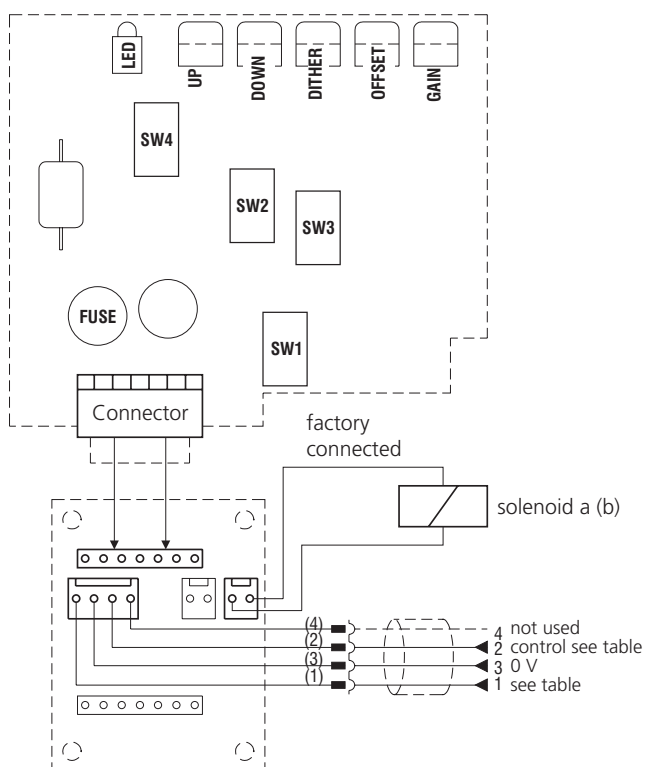 LED
UP
DOWN
DITHER
OFFSET
GAIN
SW4
SW2
SW3
FUSE
SW1
Connector
factory
connected
solenoid a (b)
(4)
4 not used
(2)
2 control see table
(3)
3 0 V
(1)
1 see table